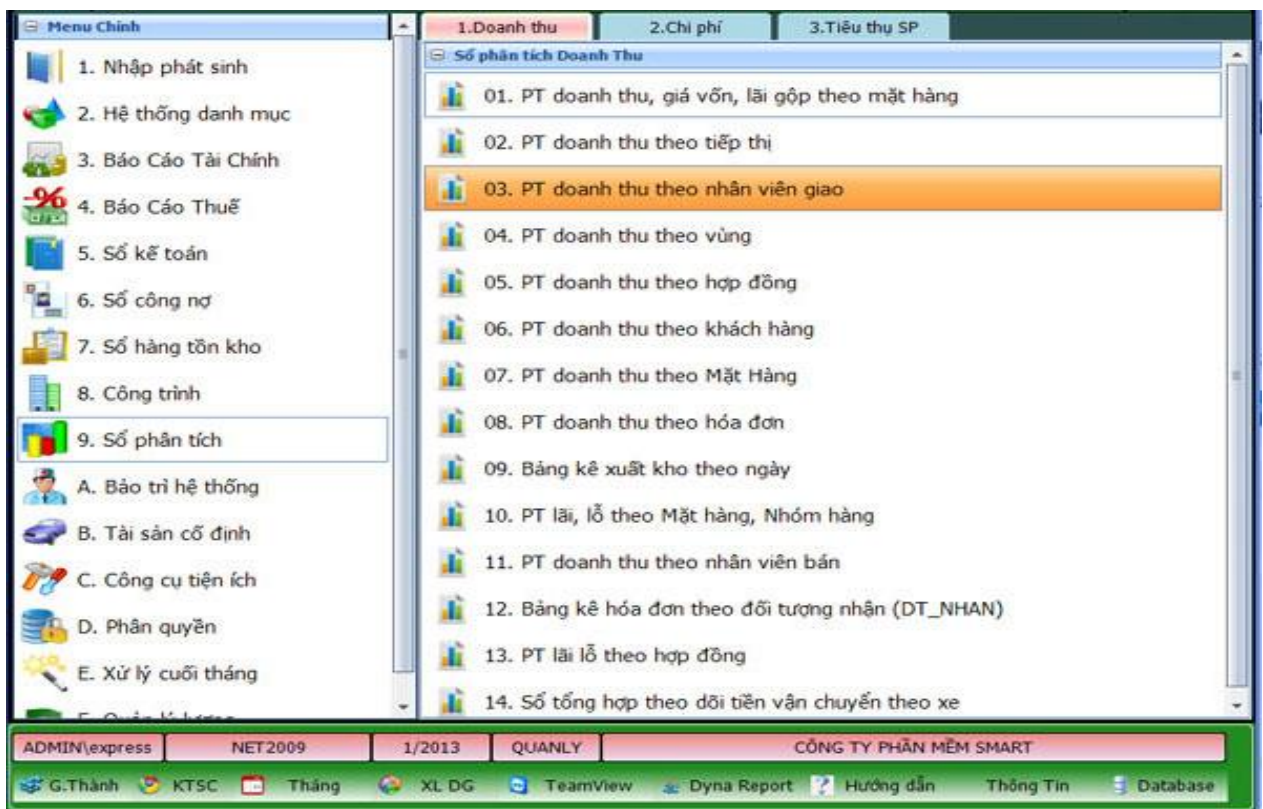 Menu Chính
1. Nhập phát sinh
2. Hệ thống danh mục
3. Báo Cáo Tài Chính
4. Báo Cáo Thuế
5. Sổ kế toán
6. Sổ công nợ
7. Sổ hàng tồn kho
8. Công trình
9. Sổ phân tích
A. Bảo trì hệ thống
B. Tài sản cố định
C. Công cụ tiện ích
D. Phân quyền
E. Xử lý cuối tháng
1.Doanh thu
2.Chi phí
3.Tiêu thụ SP
Sổ phân tích Doanh Thu
01. PT doanh thu, giá vốn, lãi gộp theo mặt hàng
02. PT doanh thu theo tiếp thị
03. PT doanh thu theo nhân viên giao
04. PT doanh thu theo vùng
05. PT doanh thu theo hợp đồng
06. PT doanh thu theo khách hàng
07. PT doanh thu theo Mặt Hàng
08. PT doanh thu theo hóa đơn
09. Bảng kê xuất kho theo ngày
10. PT lãi, lỗ theo Mặt hàng, Nhóm hàng
11. PT doanh thu theo nhân viên bán
12. Bảng kê hóa đơn theo đối tượng nhận (DT_NHAN)
13. PT lãi lỗ theo hợp đồng
14. Sổ tổng hợp theo dõi tiền vận chuyển theo xe
ADMIN\express NET2009 1/2013 QUANLY CÔNG TY PHẦN MỀM SMART
G.Thành KTSC Tháng XL DG TeamView Dyna Report Hướng dẫn Thông Tin Database